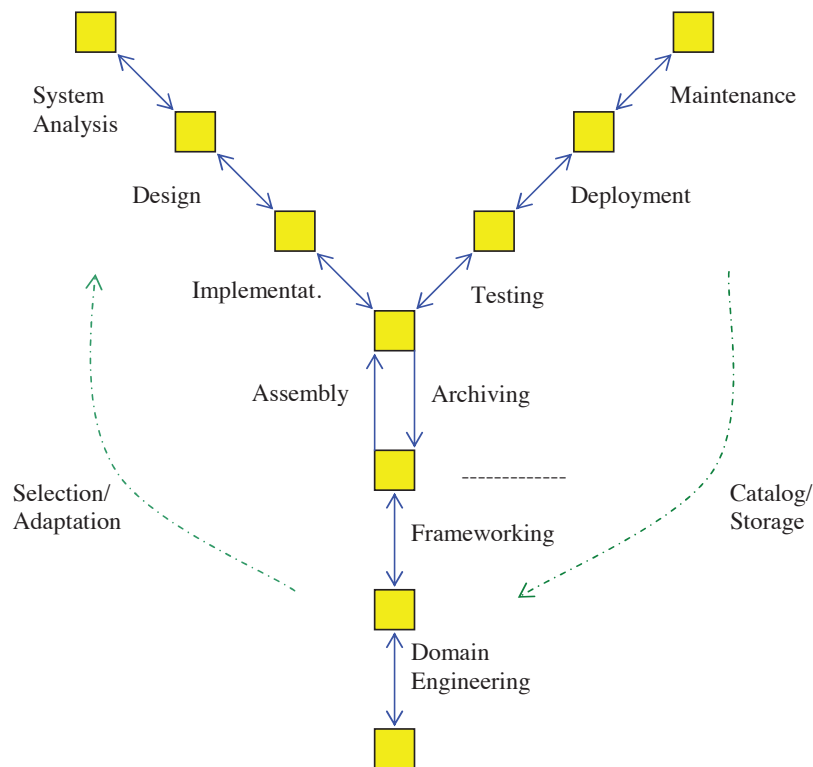 System
Analysis
Maintenance
Design
Deployment
Implementat.
Testing
Assembly
Archiving
Selection/
Adaptation
Catalog/
Storage
Frameworking
Domain
Engineering